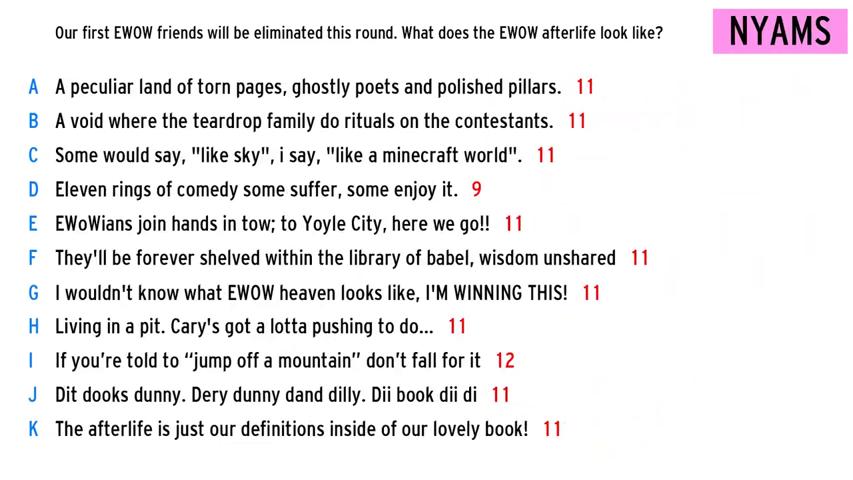 Our first EWOW friends will be eliminated this round. What does the EWOW afterlife look like?
NYAMS
A A peculiar land of torn pages, ghostly poets and polished pillars. 11
B A void where the teardrop family do rituals on the contestants. 11
C Some would say, "like sky", i say, "like a minecraft world". 11
D Eleven rings of comedy some suffer, some enjoy it. 9
E EWoWians join hands in tow; to Yoyle City, here we go!! 11
F They'll be forever shelved within the library of babel, wisdom unshared 11
G I wouldn't know what EWOW heaven looks like, I'M WINNING THIS! 11
H Living in a pit. Cary's got a lotta pushing to do... 11
I If you’re told to “jump off a mountain” don’t fall for it 12
J Dit dooks dunny. Dery dunny dand dilly. Dii book dii di 11
K The afterlife is just our definitions inside of our lovely book! 11